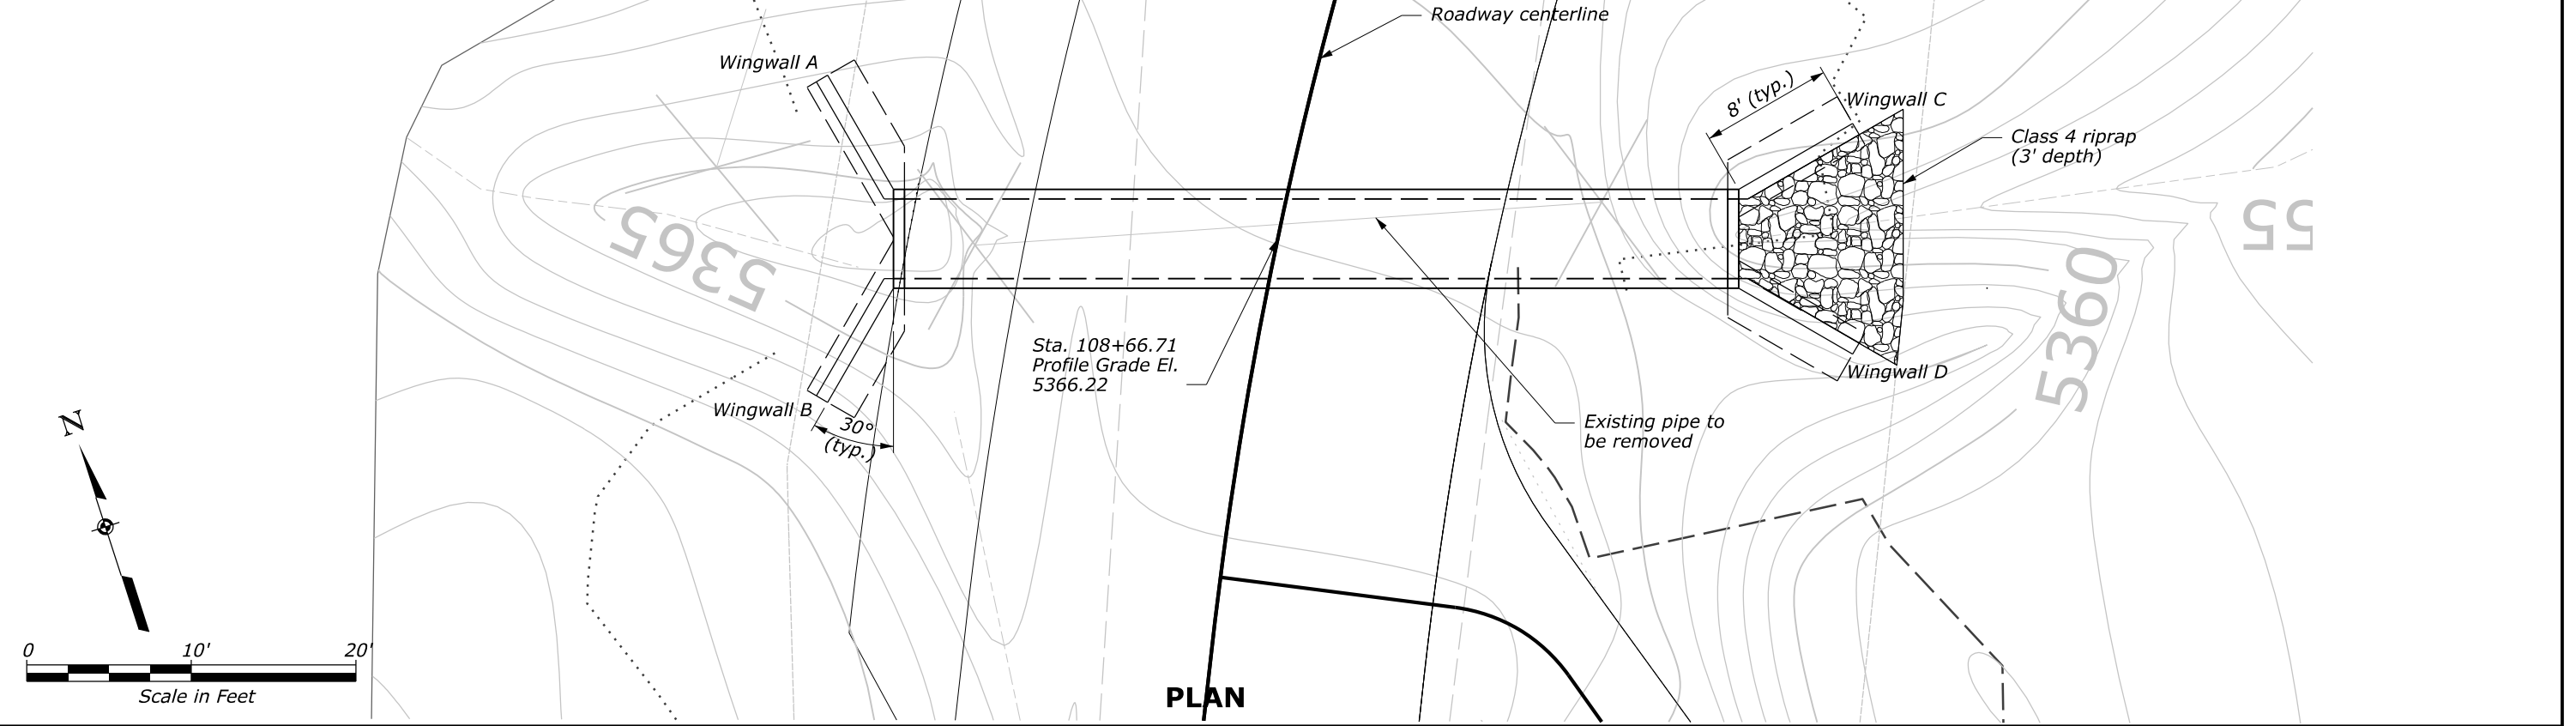 Roadway centerline
Wingwall A
8' (typ.)
Wingwall C
Class 4 riprap
(3' depth)
5365
55
5360
Sta. 108+66.71
Profile Grade El.
5366.22
Wingwall D
Wingwall B
30°
(typ.)
Existing pipe to
be removed
N
0 10' 20'
Scale in Feet
PLAN